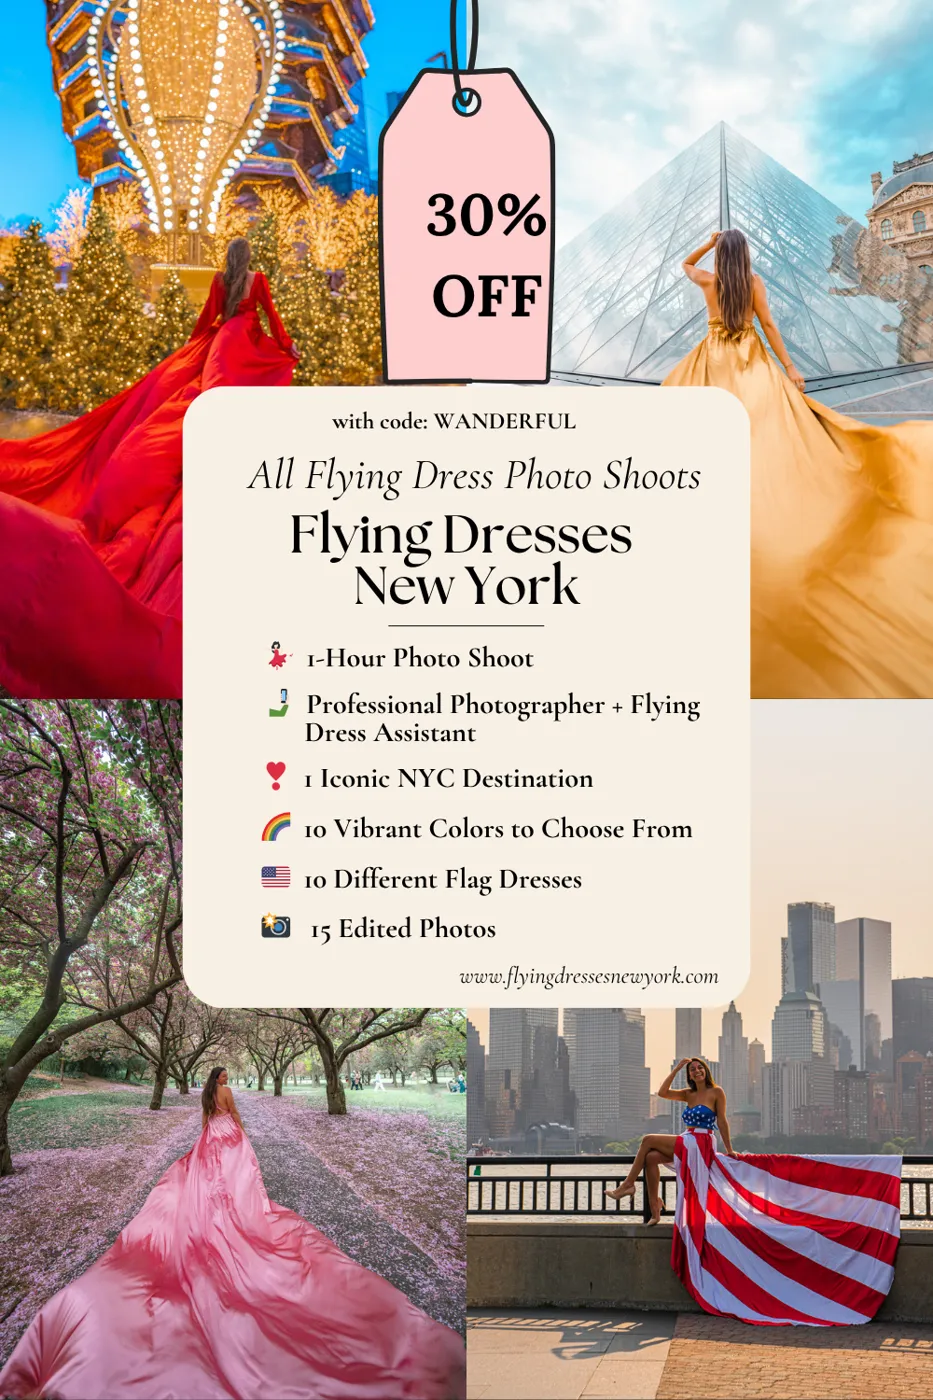 30%
OFF
with code: WANDERFUL
All Flying Dress Photo Shoots
Flying Dresses
New York
1-Hour Photo Shoot
Professional Photographer + Flying
Dress Assistant
1 Iconic NYC Destination
10 Vibrant Colors to Choose From
10 Different Flag Dresses
15 Edited Photos
www.flyingdressesnewyork.com